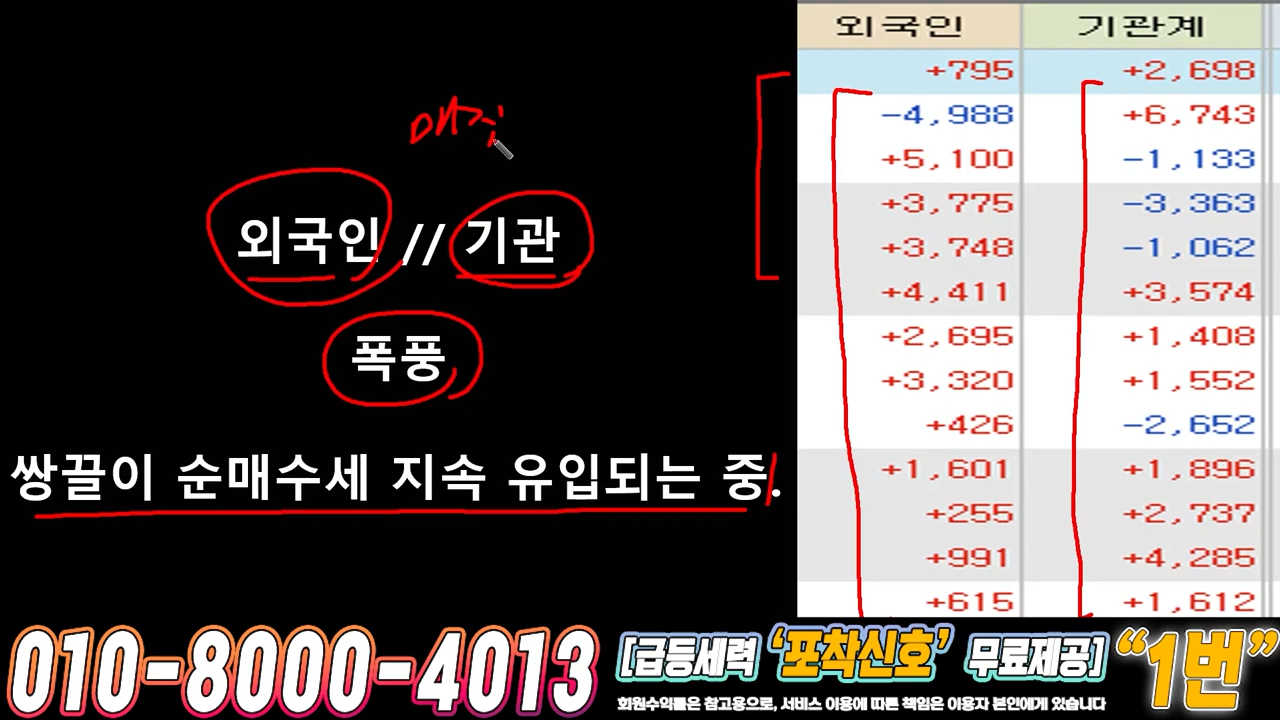 외국인 // 기관
폭풍
쌍끌이 순매수세 지속 유입되는 중.
외국인 기관계
+795 +2,698
-4,988 +6,743
+5,100 -1,133
+3,775 -3,363
+3,748 -1,062
+4,411 +3,574
+2,695 +1,408
+3,320 +1,552
+426 -2,652
+1,601 +1,896
+255 +2,737
+991 +4,285
+615 +1,612
010-8000-4013 [급등세력 '포착신호' 무료제공] "1번"
회원수익률은 참고용으로, 서비스 이용에 따른 책임은 이용자 본인에게 있습니다